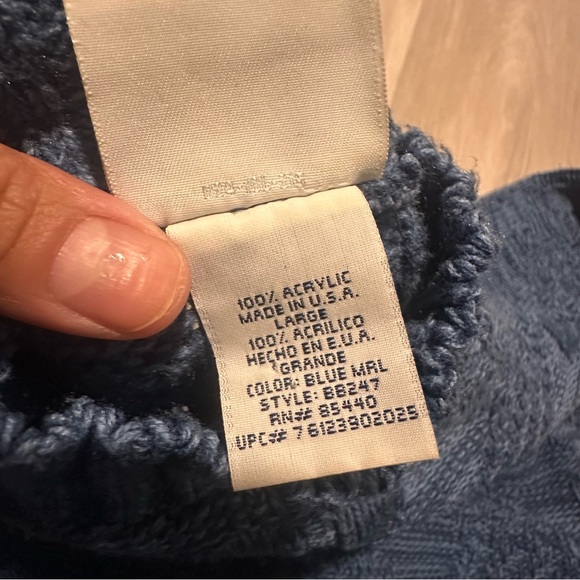 100% ACRYLIC
MADE IN U.S.A.
LARGE
100% ACRILICO
HECHO EN E.U.A.
GRANDE
COLOR: BLUE MRL
STYLE: BB247
RN# 85440
UPC# 76123902025